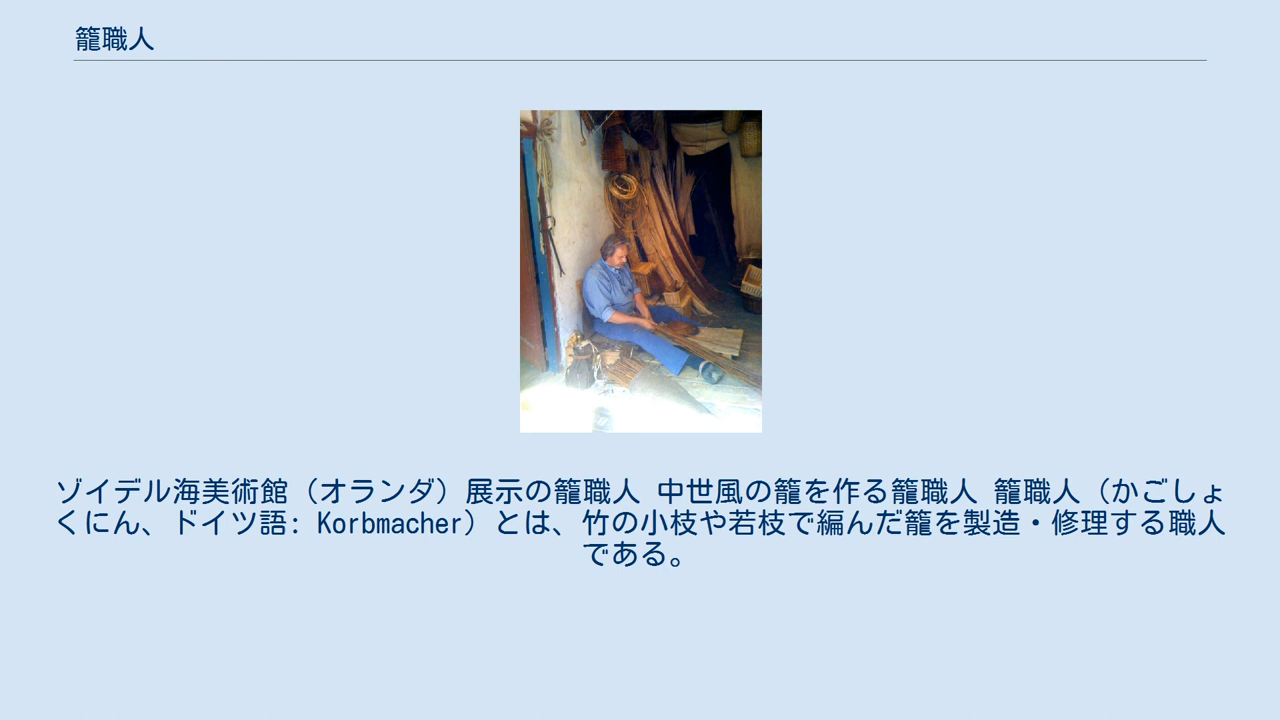 籠職人
ゾイデル海美術館（オランダ）展示の籠職人 中世風の籠を作る籠職人 籠職人（かごしょ
くにん、ドイツ語: Korbmacher）とは、竹の小枝や若枝で編んだ籠を製造・修理する職人
である。